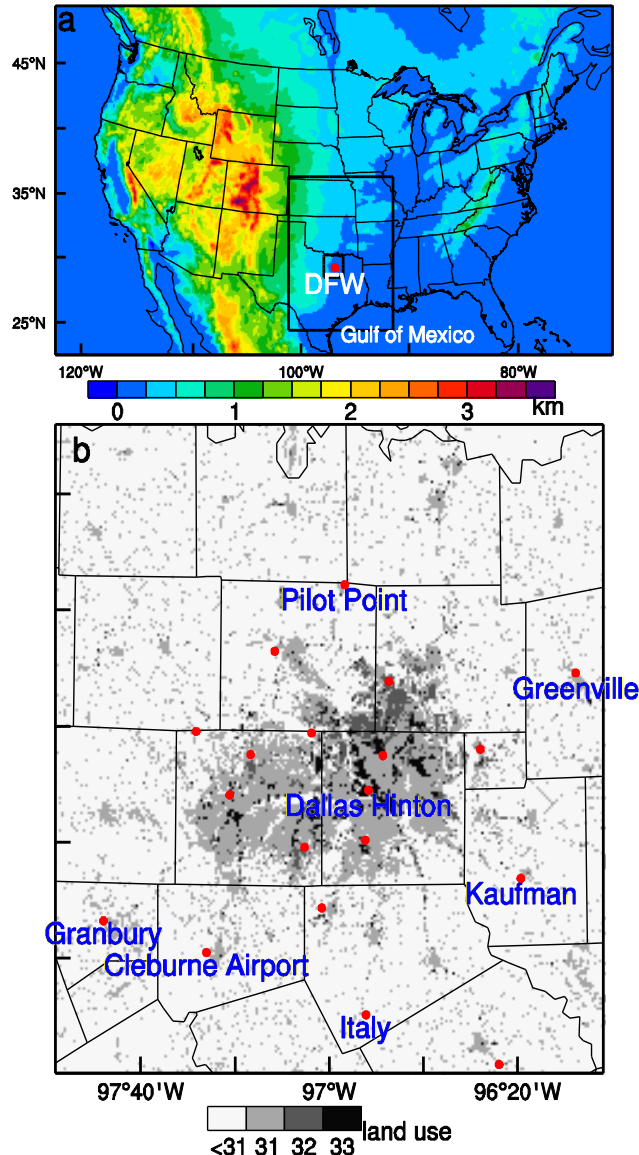 a
45°N
35°N
25°N
DFW
Gulf of Mexico
120°W 100°W 80°W
0 1 2 3 km
b
Pilot Point
Greenville
Dallas Hinton
Kaufman
Granbury
Cleburne Airport
Italy
97°40'W 97°W 96°20'W
<31 31 32 33 land use